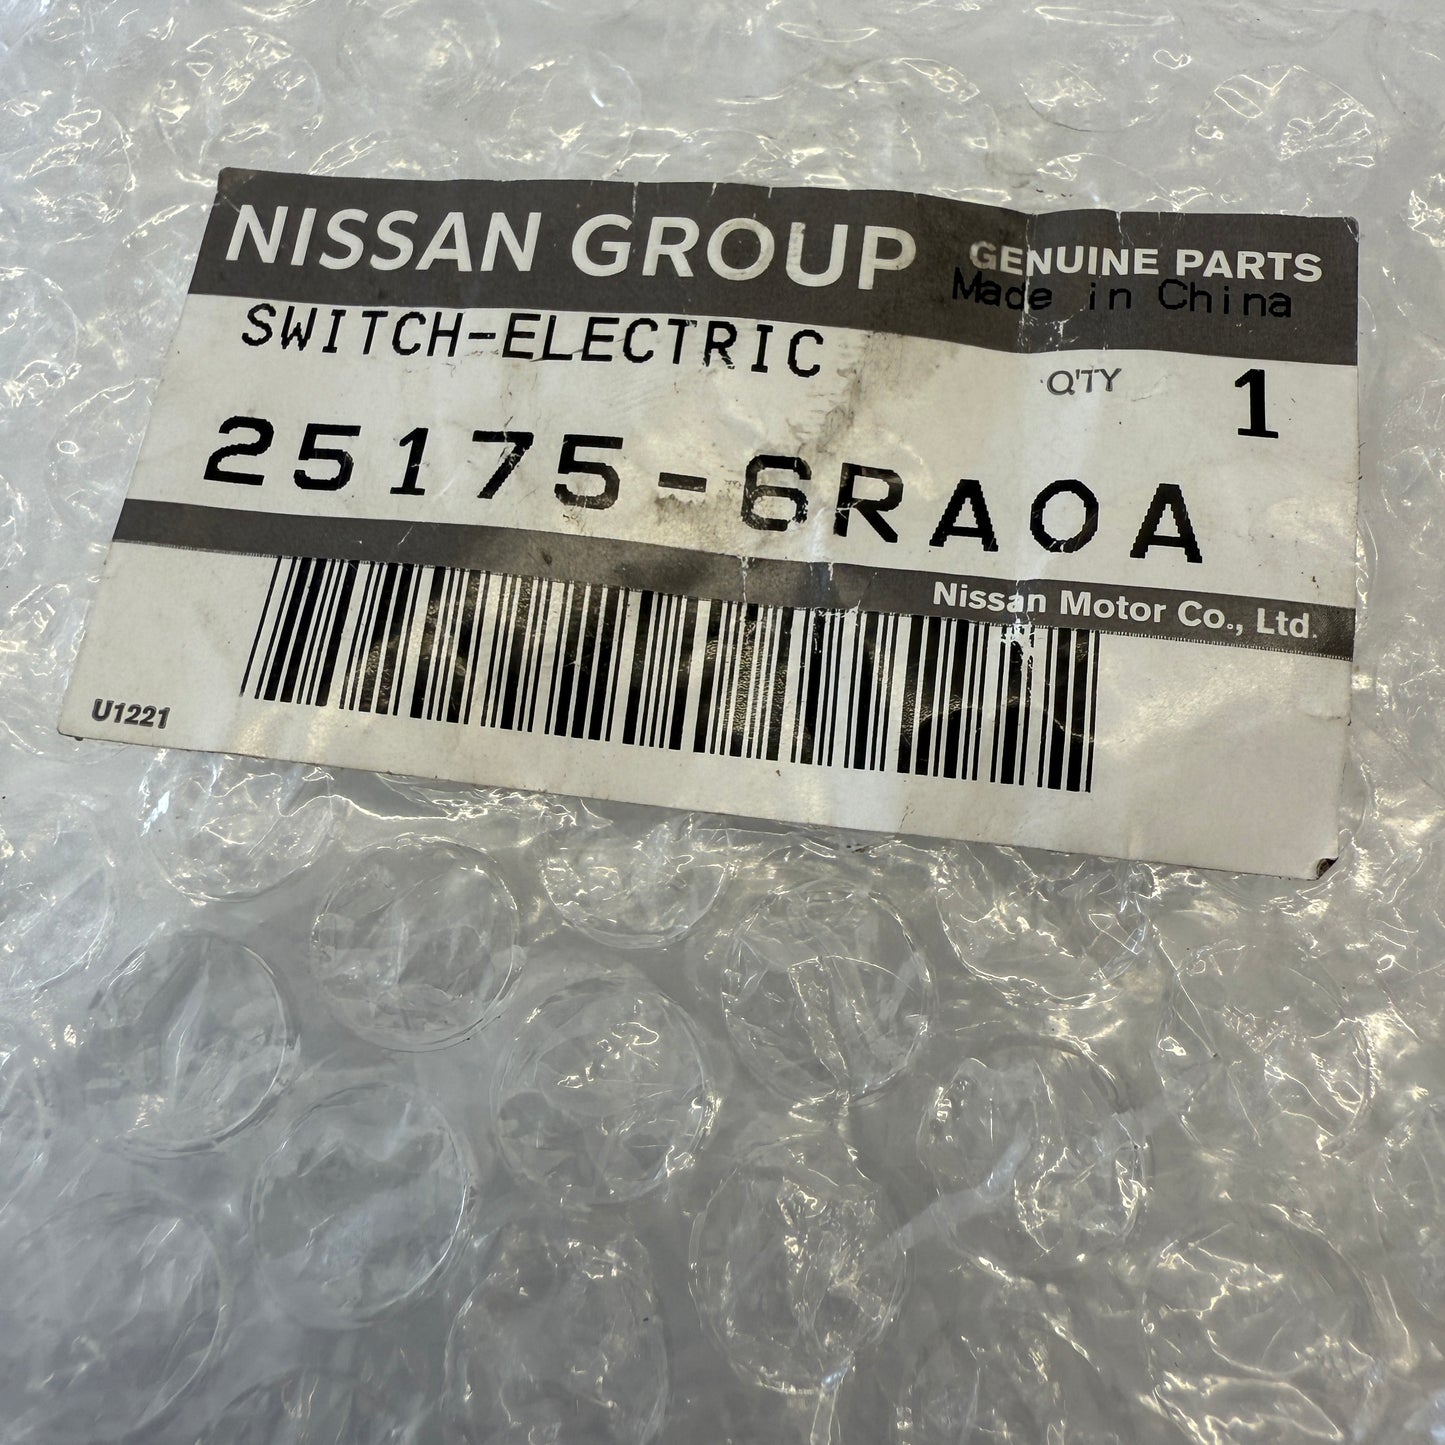 NISSAN GROUP GENUINE PARTS
Made in China
SWITCH-ELECTRIC
Q'TY 1
25175-6RA0A
Nissan Motor Co., Ltd.
U1221